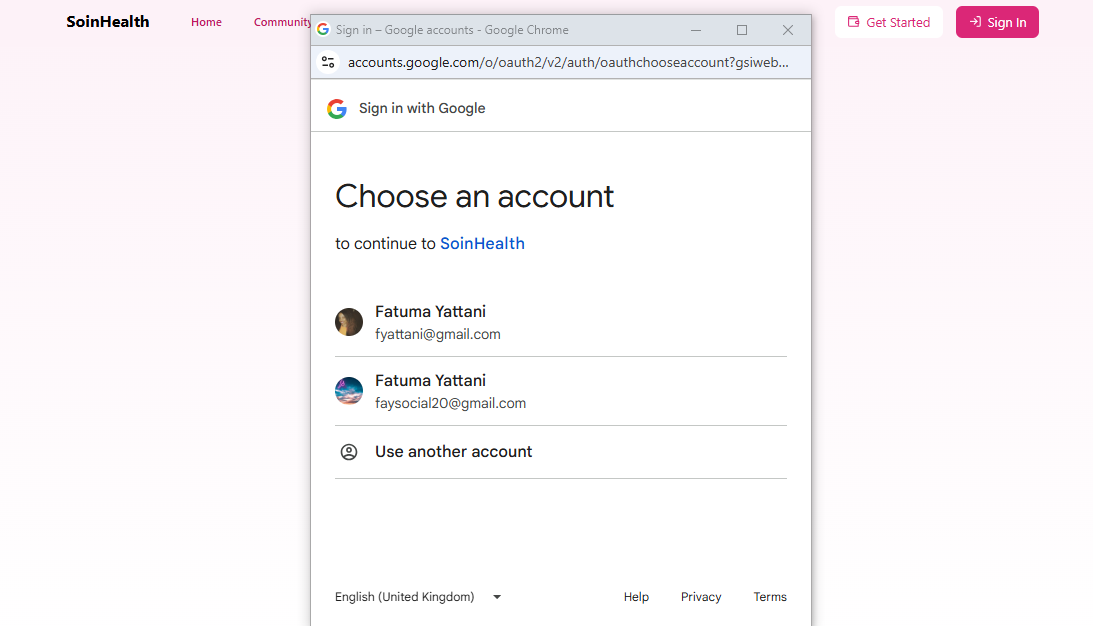 SoinHealth
Home
Community
Get Started
Sign In
Sign in – Google accounts - Google Chrome
accounts.google.com/o/oauth2/v2/auth/oauthchooseaccount?gsiweb...
Sign in with Google
Choose an account
to continue to SoinHealth
Fatuma Yattani
fyattani@gmail.com
Fatuma Yattani
faysocial20@gmail.com
Use another account
English (United Kingdom)
Help
Privacy
Terms